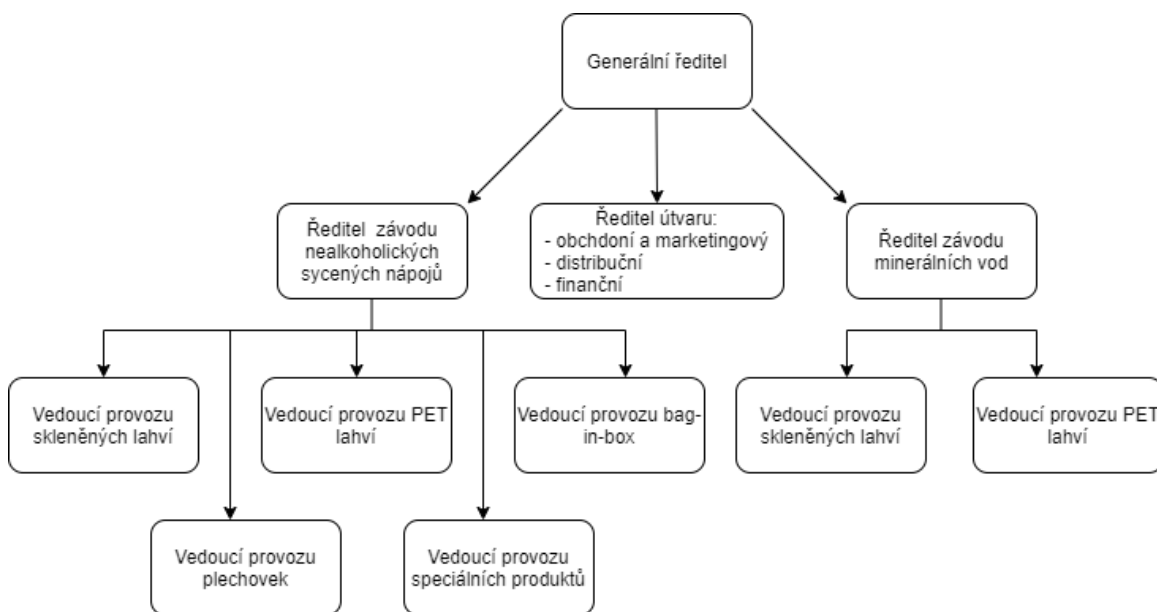 Generální ředitel
Ředitel závodu
nealkoholických
sycených nápojů
Ředitel útvaru:
- obchdoní a marketingový
- distribuční
- finanční
Ředitel závodu
minerálních vod
Vedoucí provozu
skleněných lahví
Vedoucí provozu PET
lahví
Vedoucí provozu bag-
in-box
Vedoucí provozu
skleněných lahví
Vedoucí provozu PET
lahví
Vedoucí provozu
plechovek
Vedoucí provozu
speciálních produktů